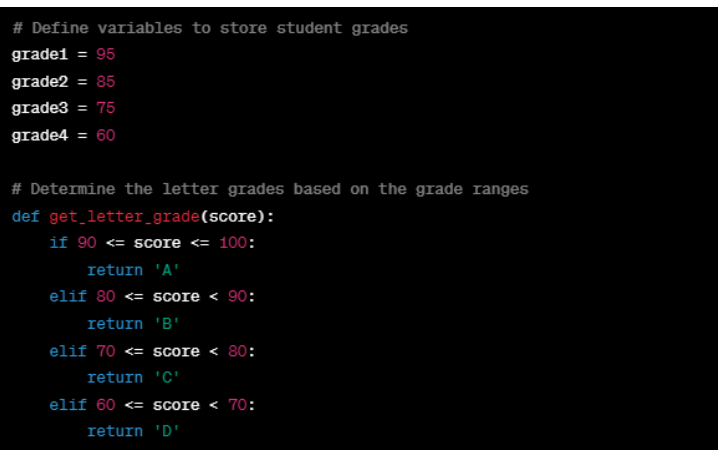 # Define variables to store student grades
grade1 = 95
grade2 = 85
grade3 = 75
grade4 = 60

# Determine the letter grades based on the grade ranges
def get_letter_grade(score):
    if 90 <= score <= 100:
        return 'A'
    elif 80 <= score < 90:
        return 'B'
    elif 70 <= score < 80:
        return 'C'
    elif 60 <= score < 70:
        return 'D'